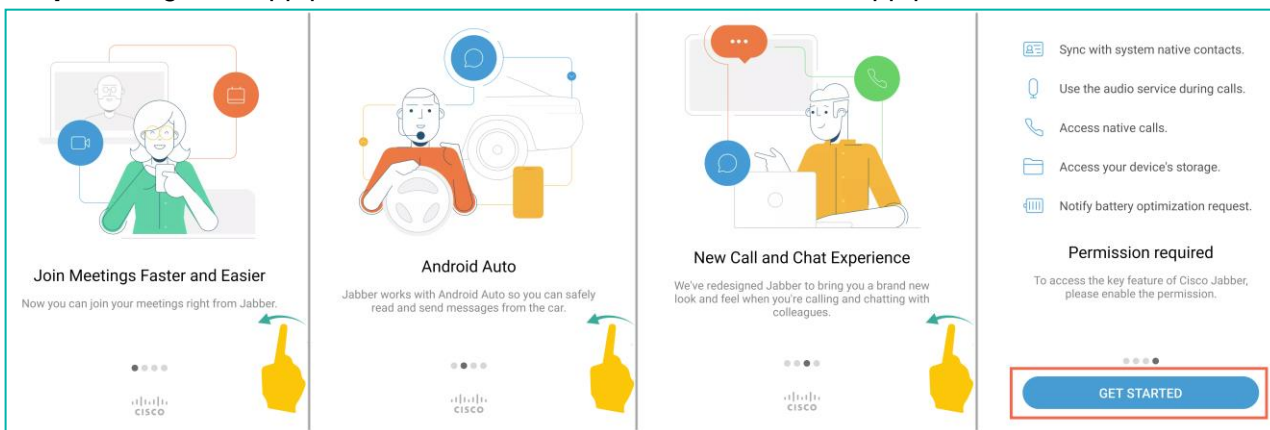 Join Meetings Faster and Easier
Now you can join your meetings right from Jabber.
CISCO
Android Auto
Jabber works with Android Auto so you can safely
read and send messages from the car.
CISCO
New Call and Chat Experience
We've redesigned Jabber to bring you a brand new
look and feel when you're calling and chatting with
colleagues.
CISCO
Sync with system native contacts.
Use the audio service during calls.
Access native calls.
Access your device's storage.
Notify battery optimization request.
Permission required
To access the key feature of Cisco Jabber,
please enable the permission.
GET STARTED